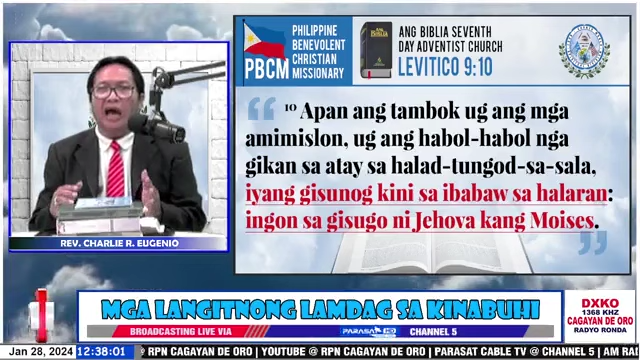 PHILIPPINE
BENEVOLENT
CHRISTIAN
MISSIONARY
PBCM
ANG BIBLIA SEVENTH
DAY ADVENTIST CHURCH
LEVITICO 9:10
“ 10 Apan ang tambok ug ang mga
amimislon, ug ang habol-habol nga
gikan sa atay sa halad-tungod-sa-sala,
iyang gisunog kini sa ibabaw sa halaran:
ingon sa gisugo ni Jehova kang Moises. ”
REV. CHARLIE R. EUGENIO
MGA LANGITNONG LAMDAG SA KINABUHI
BROADCASTING LIVE VIA PARASAT HD CHANNEL 5
DXKO
1368 KHZ
CAGAYAN DE ORO
RADYO RONDA
Jan 28, 2024 12:38:01 @ RPN CAGAYAN DE ORO | YOUTUBE @ RPN CAGAYAN DE ORO | PARASAT CABLE TV @ CHANNEL 5 | AM RA